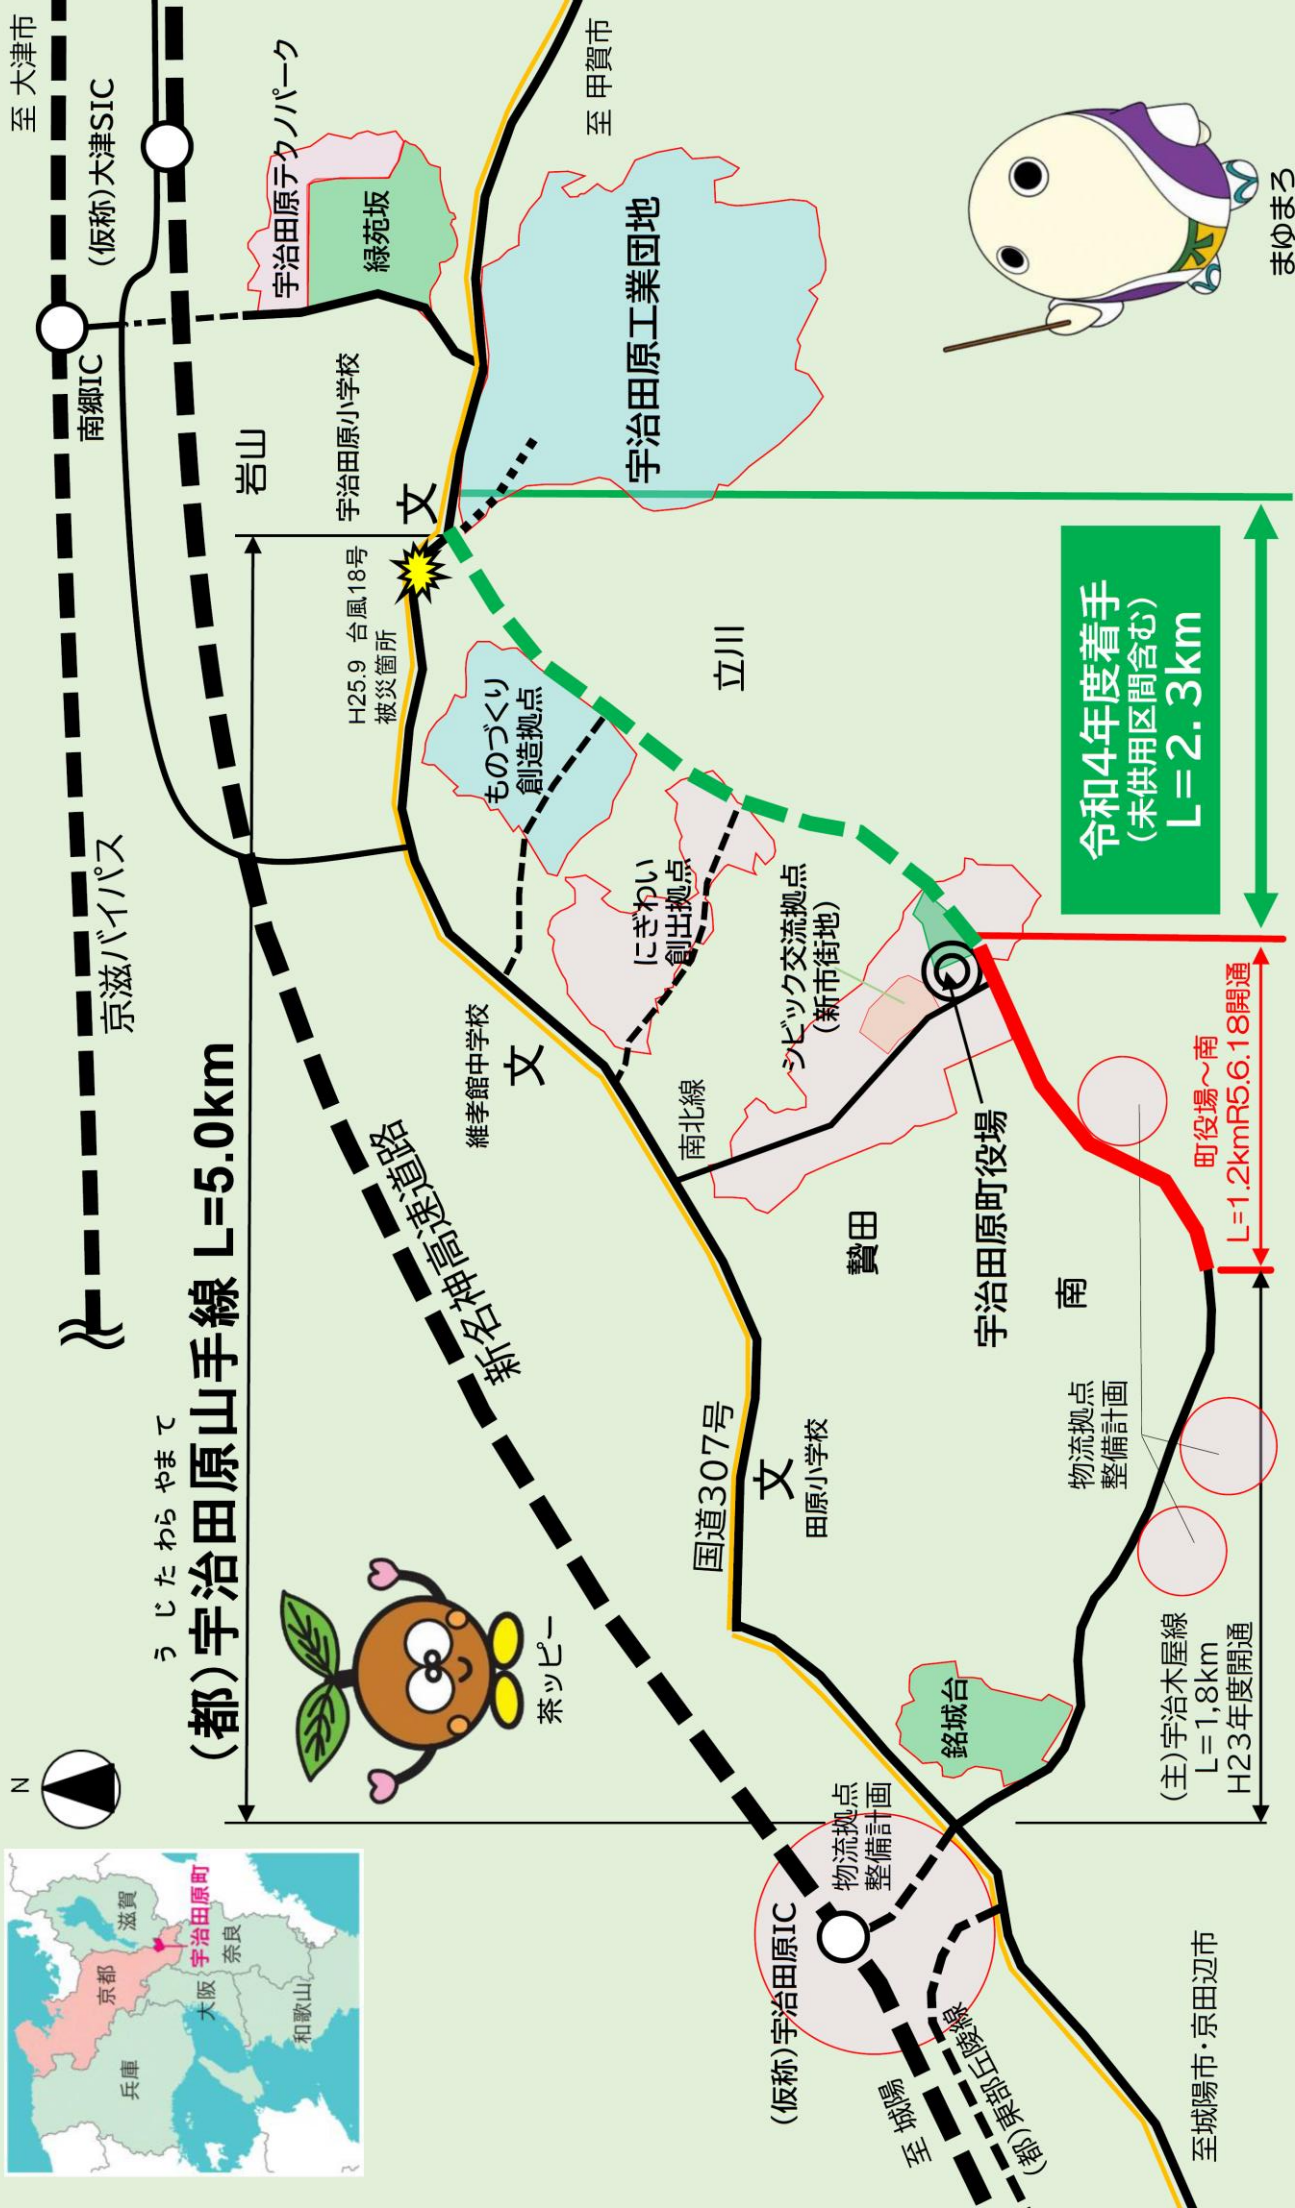 (都)宇治田原山手線 L=5.0km
う じ た わら やま て
N
兵庫
京都
滋賀
大阪
奈良
和歌山
宇治田原町
茶ッピー
京滋バイパス
南郷IC
至 大津市
(仮称)大津SIC
宇治田原テクノパーク
緑苑坂
至 甲賀市
岩山
宇治田原小学校
文
H25.9 台風18号
被災箇所
宇治田原工業団地
新名神高速道路
維孝館中学校
文
ものづくり
創造拠点
にぎわい
創出拠点
立川
シビック交流拠点
(新市街地)
南北線
国道307号
文
田原小学校
贄田
宇治田原町役場
南
銘城台
物流拠点
整備計画
(仮称)宇治田原IC
物流拠点
整備計画
至 城陽
(都)東部丘陵線
至城陽市・京田辺市
(主)宇治木屋線
L=1,8km
H23年度開通
町役場~南
L=1.2kmR5.6.18開通
令和4年度着手
(未供用区間含む)
L=2.3km
まゆまろ